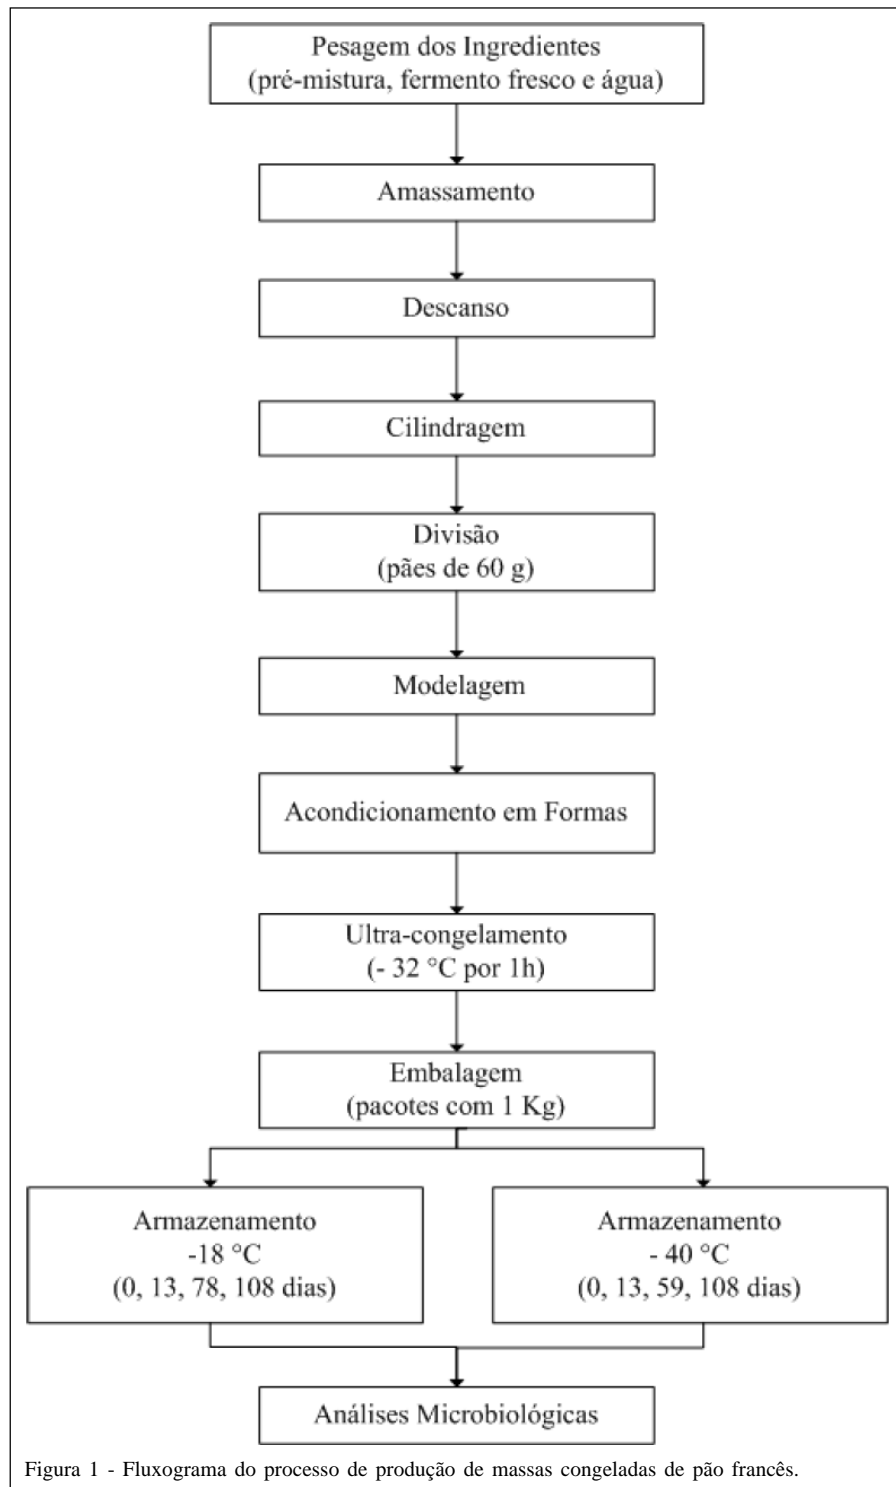 Pesagem dos Ingredientes
(pré-mistura, fermento fresco e água)
Amassamento
Descanso
Cilindragem
Divisão
(pães de 60 g)
Modelagem
Acondicionamento em Formas
Ultra-congelamento
(- 32 °C por 1h)
Embalagem
(pacotes com 1 Kg)
Armazenamento
-18 °C
(0, 13, 78, 108 dias)
Armazenamento
- 40 °C
(0, 13, 59, 108 dias)
Análises Microbiológicas
Figura 1 - Fluxograma do processo de produção de massas congeladas de pão francês.